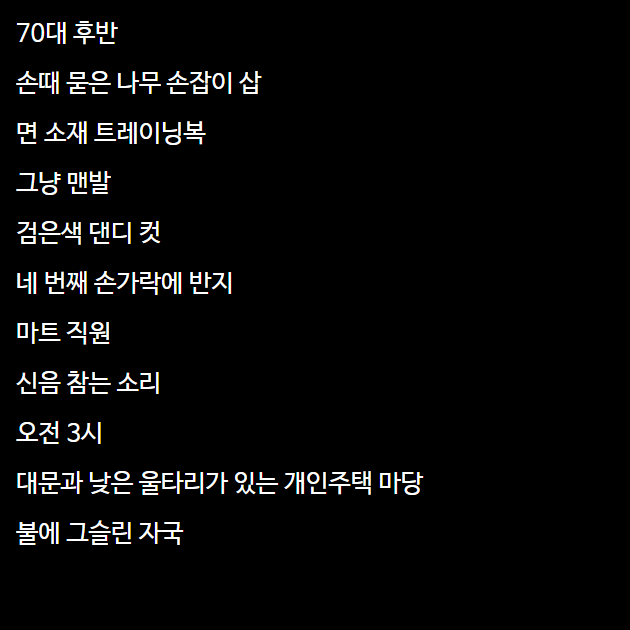 70대 후반
손때 묻은 나무 손잡이 삽
면 소재 트레이닝복
그냥 맨발
검은색 댄디 컷
네 번째 손가락에 반지
마트 직원
신음 참는 소리
오전 3시
대문과 낮은 울타리가 있는 개인주택 마당
불에 그슬린 자국